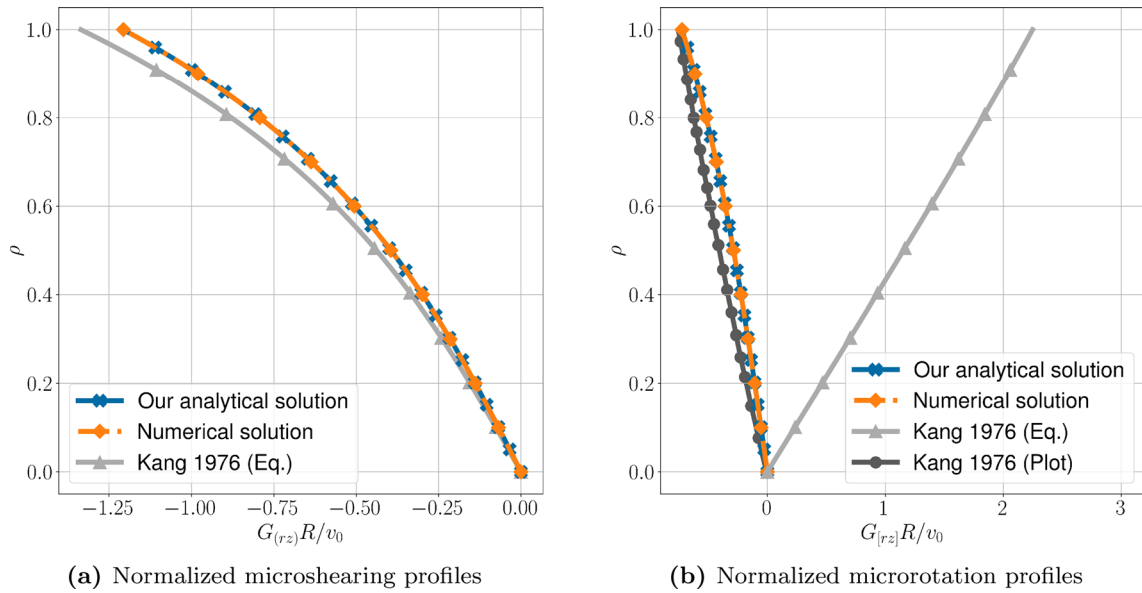 1.0
0.8
0.6
0.4
0.2
0.0
ρ
−1.25
−1.00
−0.75
−0.50
−0.25
0.00
G(rz)R/v0
Our analytical solution
Numerical solution
Kang 1976 (Eq.)
(a) Normalized microshearing profiles
1.0
0.8
0.6
0.4
0.2
0.0
ρ
0
1
2
3
G[rz]R/v0
Our analytical solution
Numerical solution
Kang 1976 (Eq.)
Kang 1976 (Plot)
(b) Normalized microrotation profiles